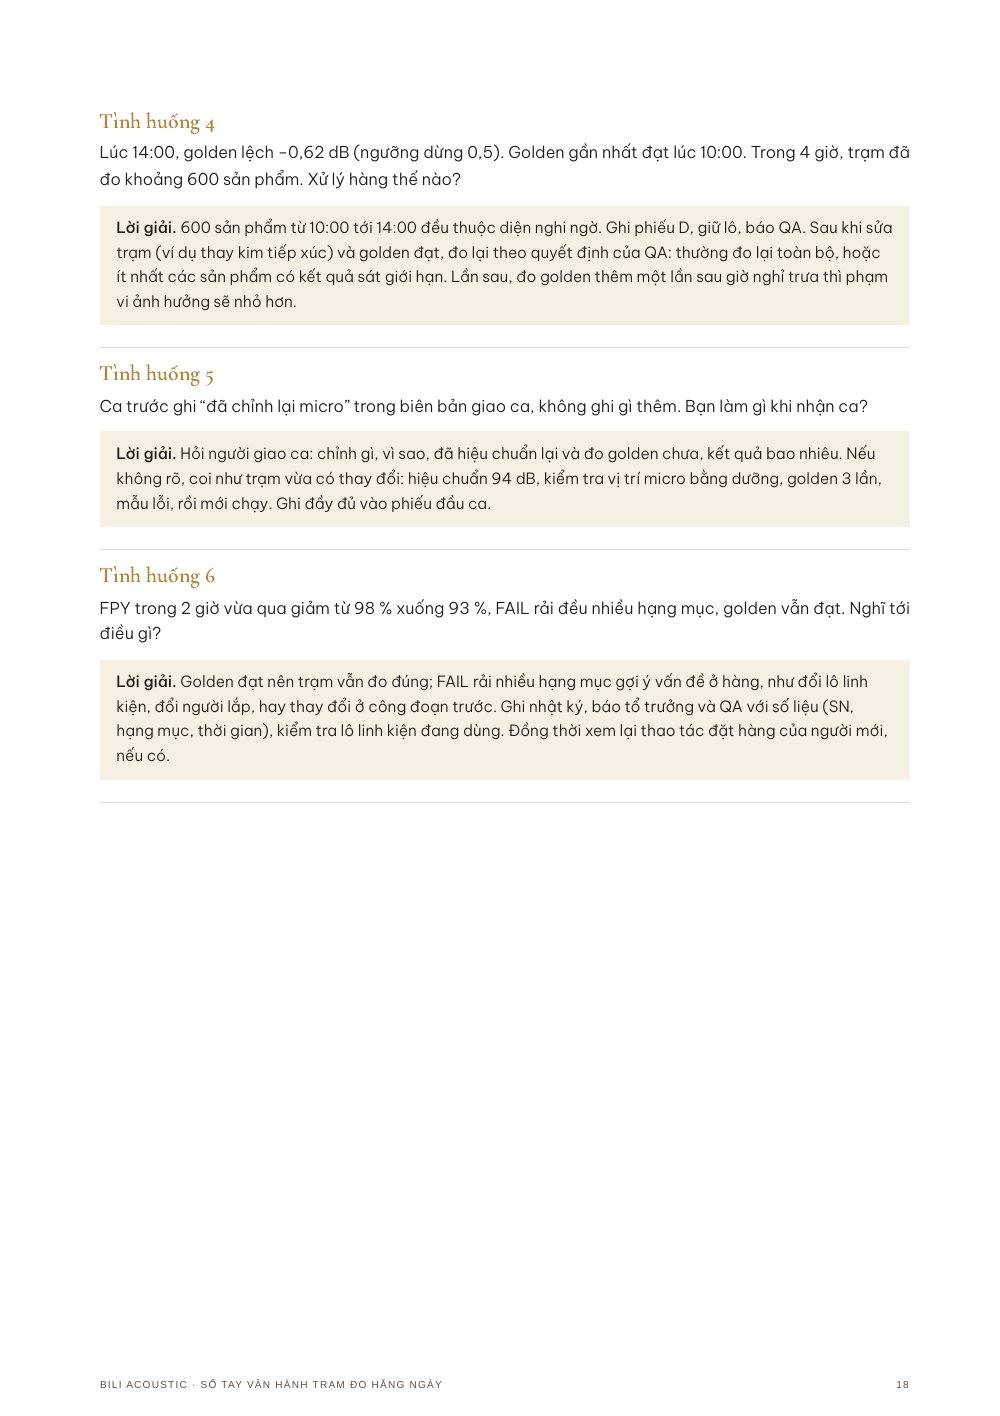 Tình huống 4
Lúc 14:00, golden lệch −0,62 dB (ngưỡng dừng 0,5). Golden gần nhất đạt lúc 10:00. Trong 4 giờ, trạm đã
đo khoảng 600 sản phẩm. Xử lý hàng thế nào?
Lời giải. 600 sản phẩm từ 10:00 tới 14:00 đều thuộc diện nghi ngờ. Ghi phiếu D, giữ lô, báo QA. Sau khi sửa
trạm (ví dụ thay kim tiếp xúc) và golden đạt, đo lại theo quyết định của QA: thường đo lại toàn bộ, hoặc
ít nhất các sản phẩm có kết quả sát giới hạn. Lần sau, đo golden thêm một lần sau giờ nghỉ trưa thì phạm
vi ảnh hưởng sẽ nhỏ hơn.
Tình huống 5
Ca trước ghi “đã chỉnh lại micro” trong biên bản giao ca, không ghi gì thêm. Bạn làm gì khi nhận ca?
Lời giải. Hỏi người giao ca: chỉnh gì, vì sao, đã hiệu chuẩn lại và đo golden chưa, kết quả bao nhiêu. Nếu
không rõ, coi như trạm vừa có thay đổi: hiệu chuẩn 94 dB, kiểm tra vị trí micro bằng dưỡng, golden 3 lần,
mẫu lỗi, rồi mới chạy. Ghi đầy đủ vào phiếu đầu ca.
Tình huống 6
FPY trong 2 giờ vừa qua giảm từ 98 % xuống 93 %, FAIL rải đều nhiều hạng mục, golden vẫn đạt. Nghĩ tới
điều gì?
Lời giải. Golden đạt nên trạm vẫn đo đúng; FAIL rải nhiều hạng mục gợi ý vấn đề ở hàng, như đổi lô linh
kiện, đổi người lắp, hay thay đổi ở công đoạn trước. Ghi nhật ký, báo tổ trưởng và QA với số liệu (SN,
hạng mục, thời gian), kiểm tra lô linh kiện đang dùng. Đồng thời xem lại thao tác đặt hàng của người mới,
nếu có.
BILI ACOUSTIC · SỔ TAY VẬN HÀNH TRẠM ĐO HẰNG NGÀY 18